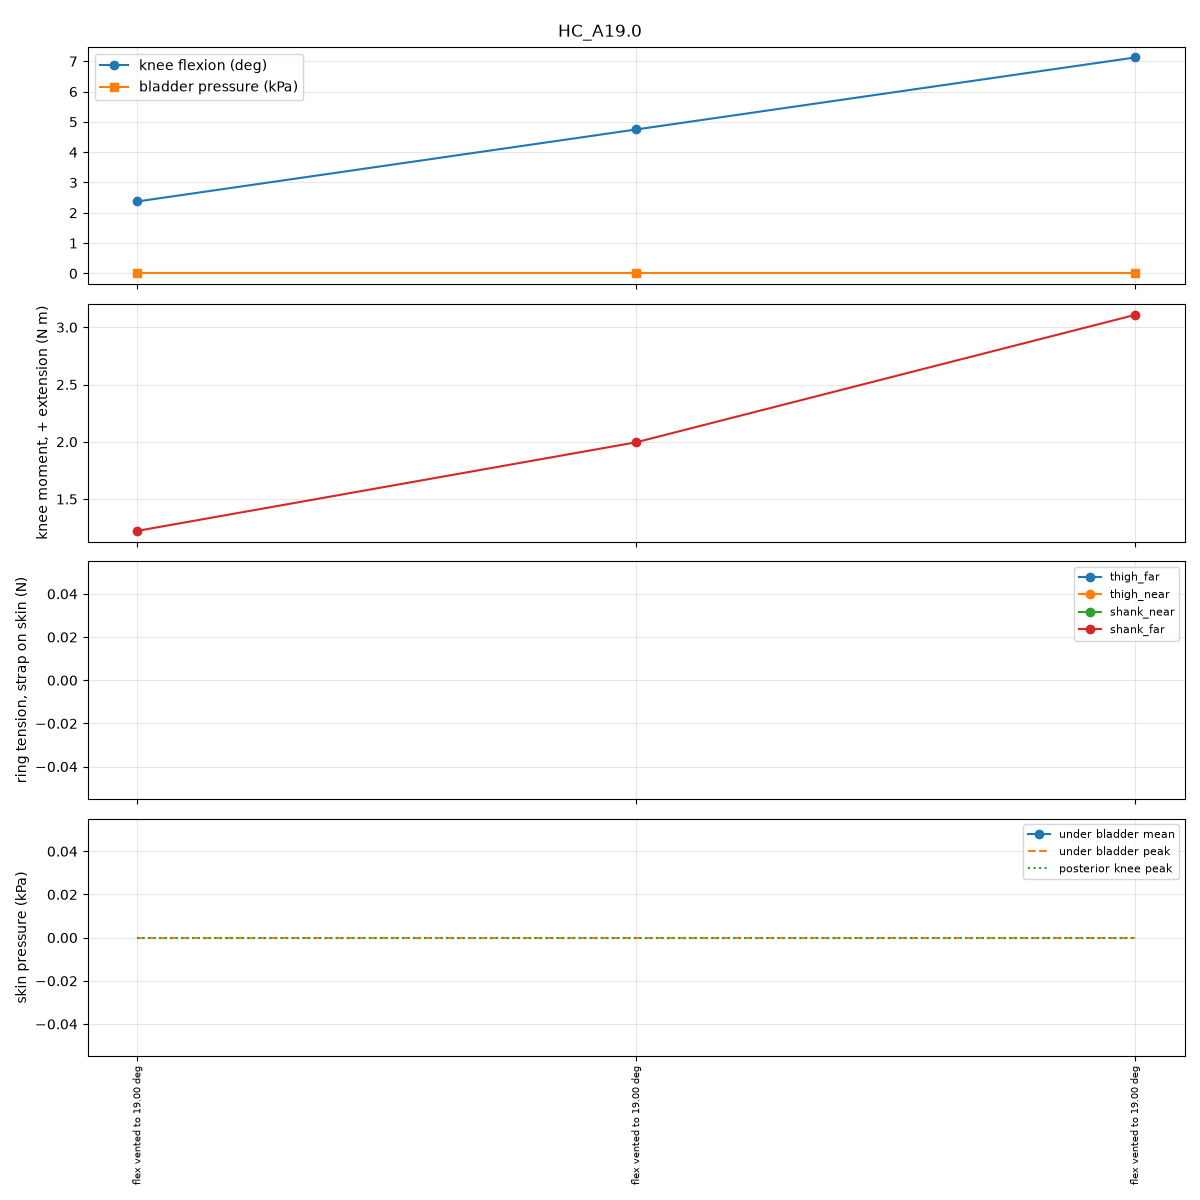 HC_A19.0
knee flexion (deg)
bladder pressure (kPa)
7
6
5
4
3
2
1
0
knee moment, + extension (N m)
3.0
2.5
2.0
1.5
ring tension, strap on skin (N)
0.04
0.02
0.00
−0.02
−0.04
thigh_far
thigh_near
shank_near
shank_far
skin pressure (kPa)
0.04
0.02
0.00
−0.02
−0.04
under bladder mean
under bladder peak
posterior knee peak
flex vented to 19.00 deg
flex vented to 19.00 deg
flex vented to 19.00 deg